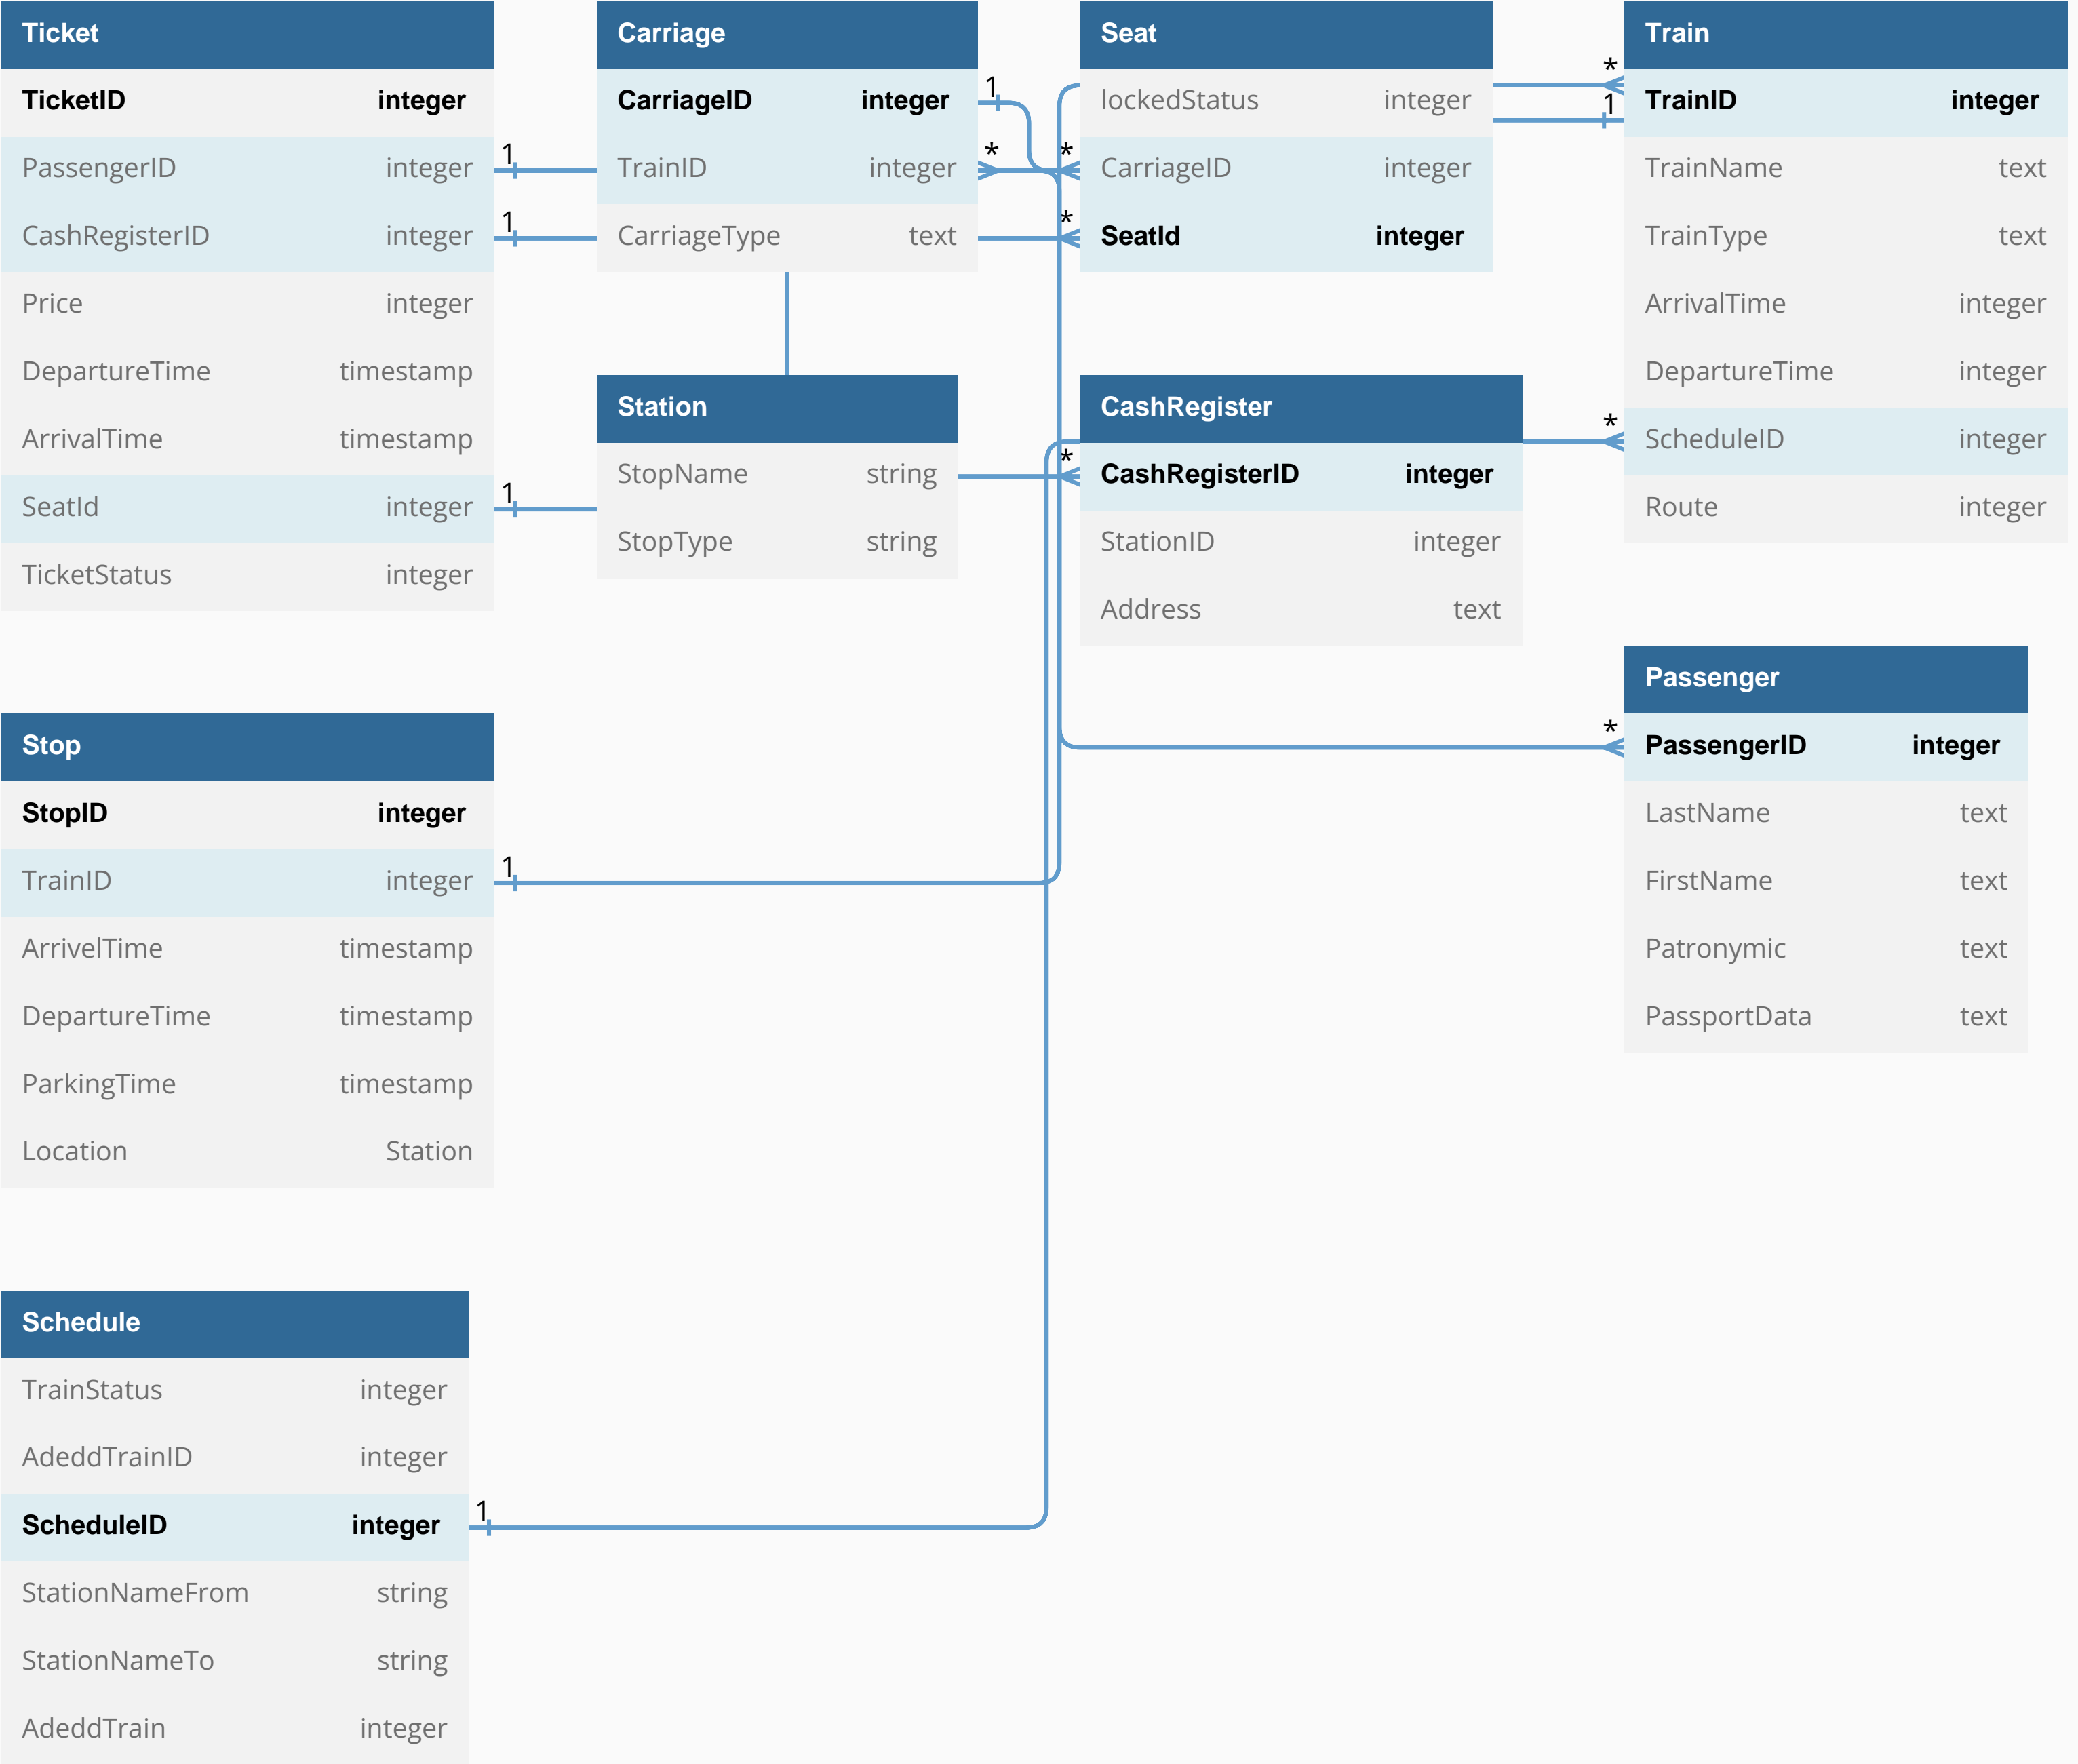 Ticket
TicketID integer
PassengerID integer
CashRegisterID integer
Price integer
DepartureTime timestamp
ArrivalTime timestamp
SeatId integer
TicketStatus integer
1
1
1
Carriage
CarriageID integer
TrainID integer
CarriageType text
1
*
Seat
lockedStatus integer
CarriageID integer
SeatId integer
*
*
Train
TrainID integer
TrainName text
TrainType text
ArrivalTime integer
DepartureTime integer
ScheduleID integer
Route integer
*
1
*
Station
StopName string
StopType string
CashRegister
CashRegisterID integer
StationID integer
Address text
*
Passenger
PassengerID integer
LastName text
FirstName text
Patronymic text
PassportData text
*
Stop
StopID integer
TrainID integer
ArrivelTime timestamp
DepartureTime timestamp
ParkingTime timestamp
Location Station
1
Schedule
TrainStatus integer
AdeddTrainID integer
ScheduleID integer
StationNameFrom string
StationNameTo string
AdeddTrain integer
1